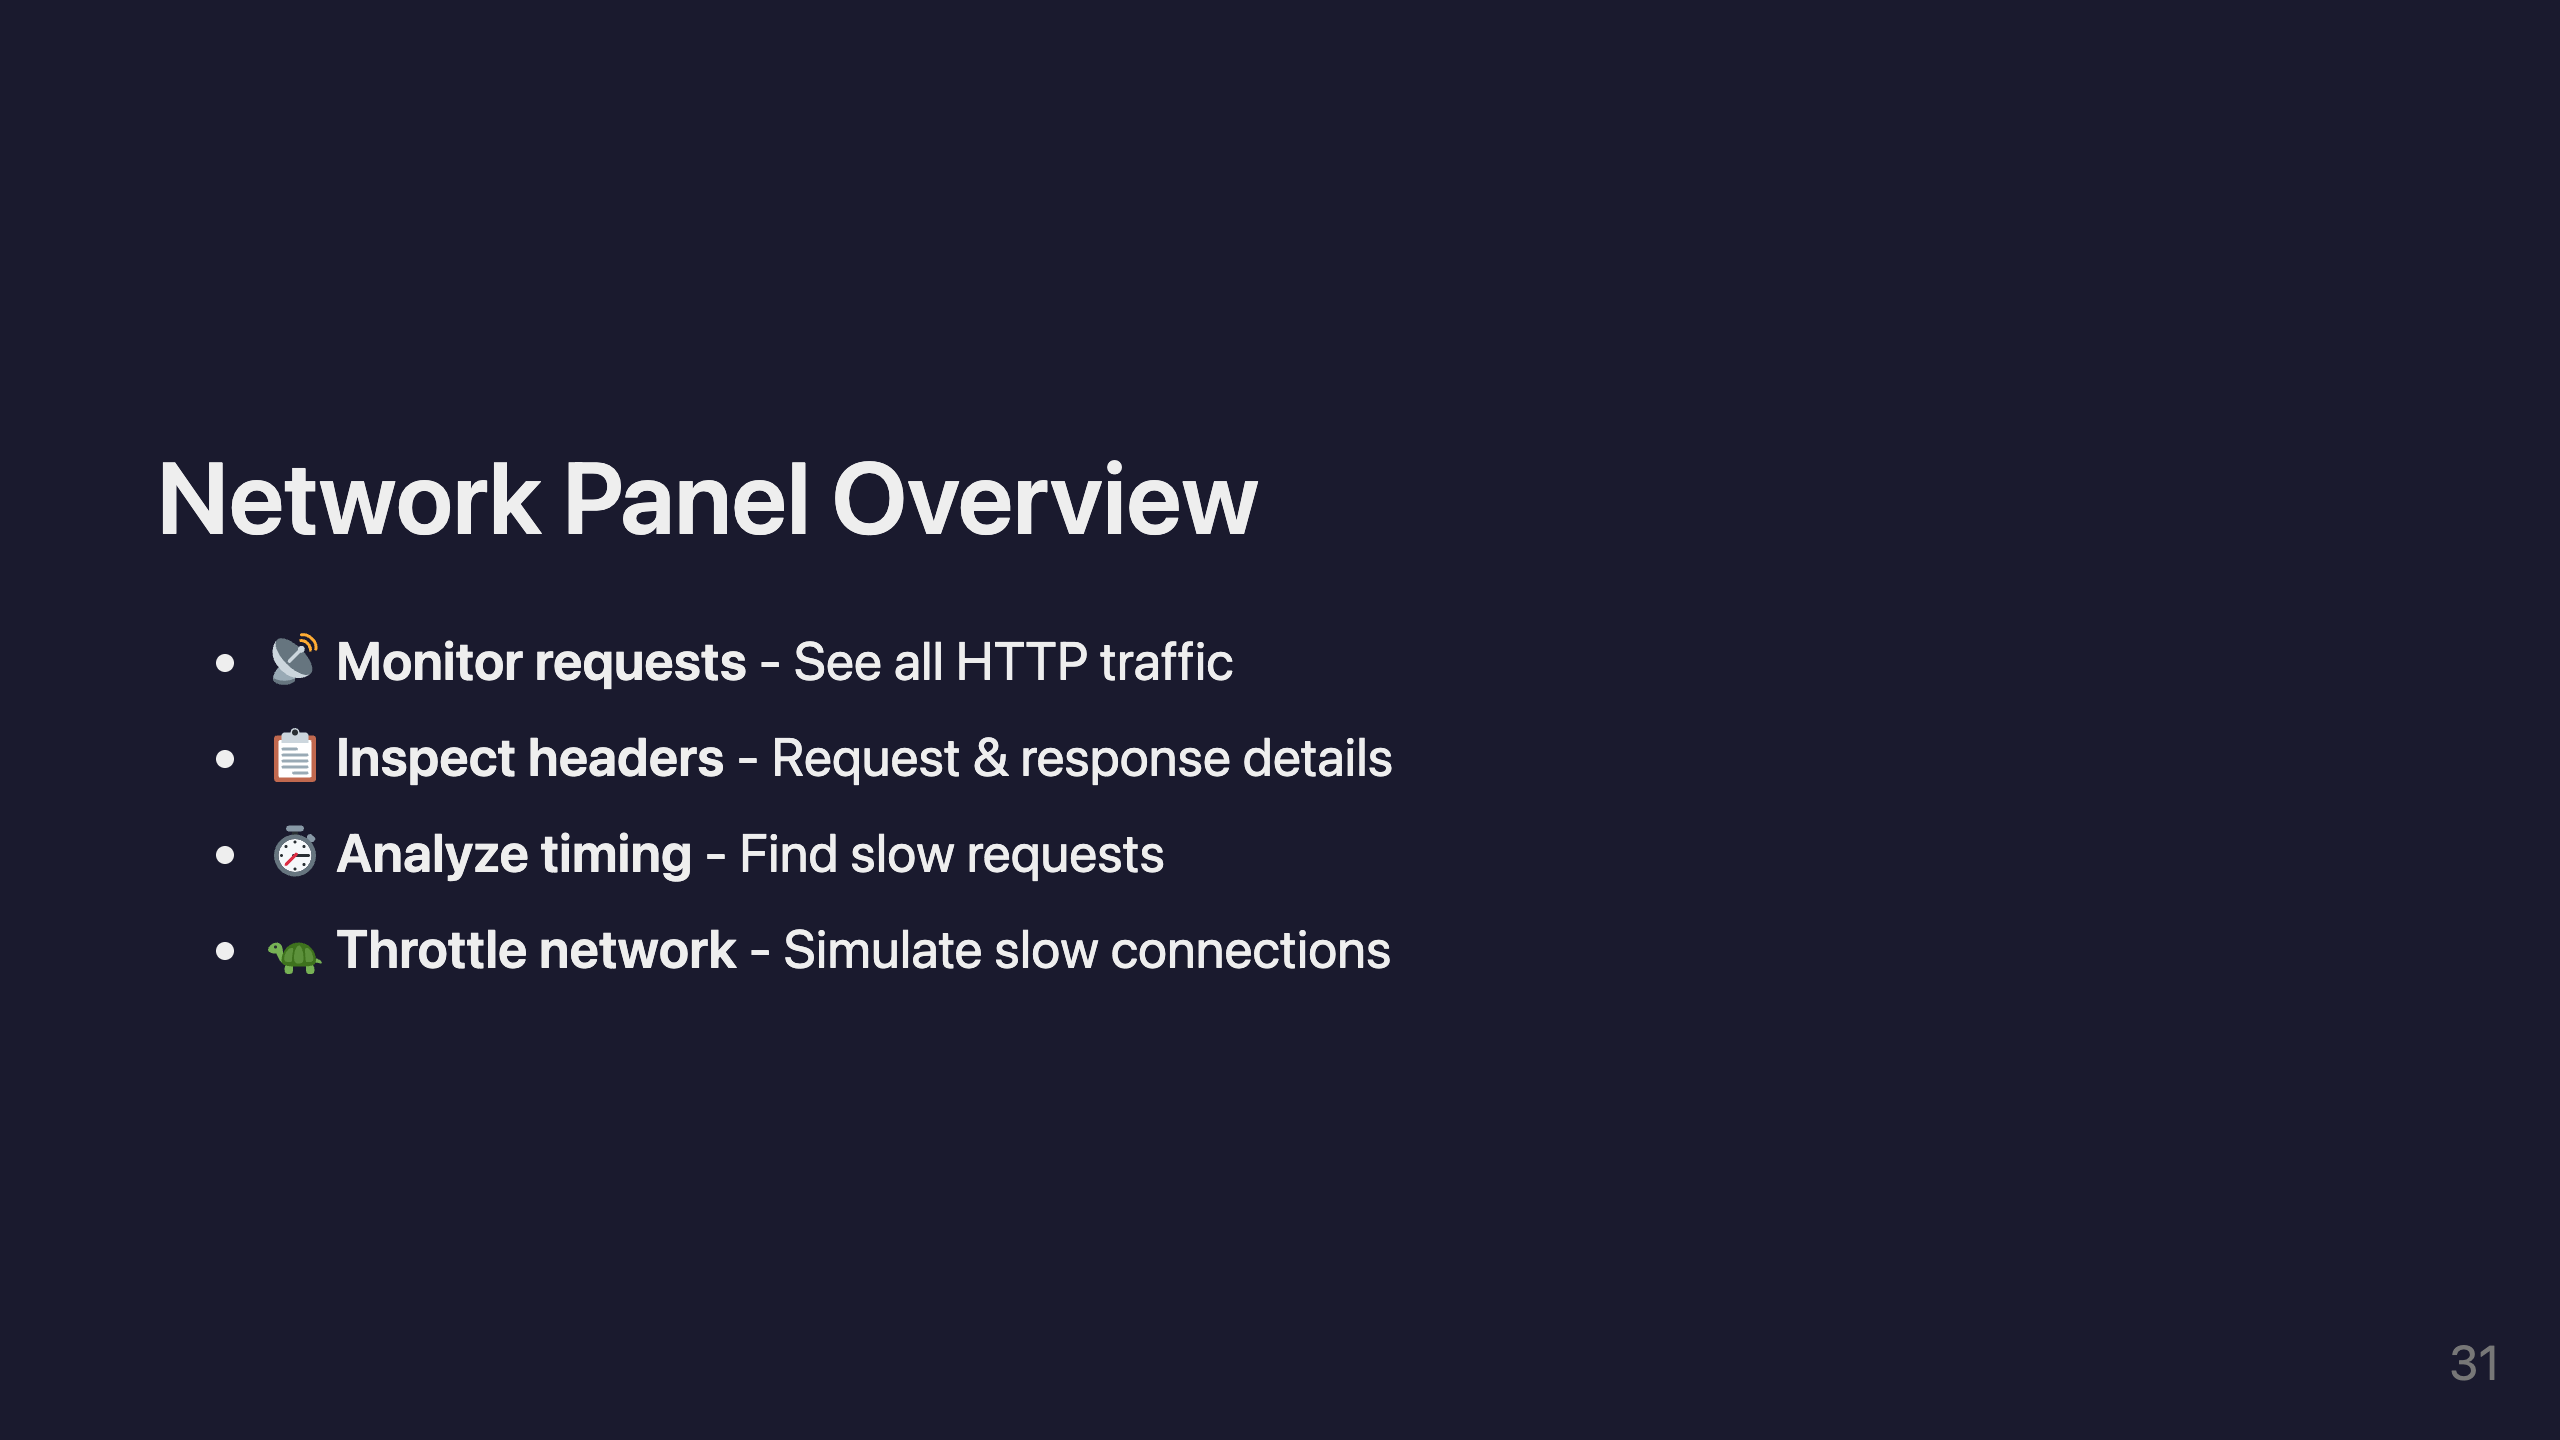 Network Panel Overview
• 📡 Monitor requests - See all HTTP traffic
• 📋 Inspect headers - Request & response details
• ⏱️ Analyze timing - Find slow requests
• 🐢 Throttle network - Simulate slow connections
31